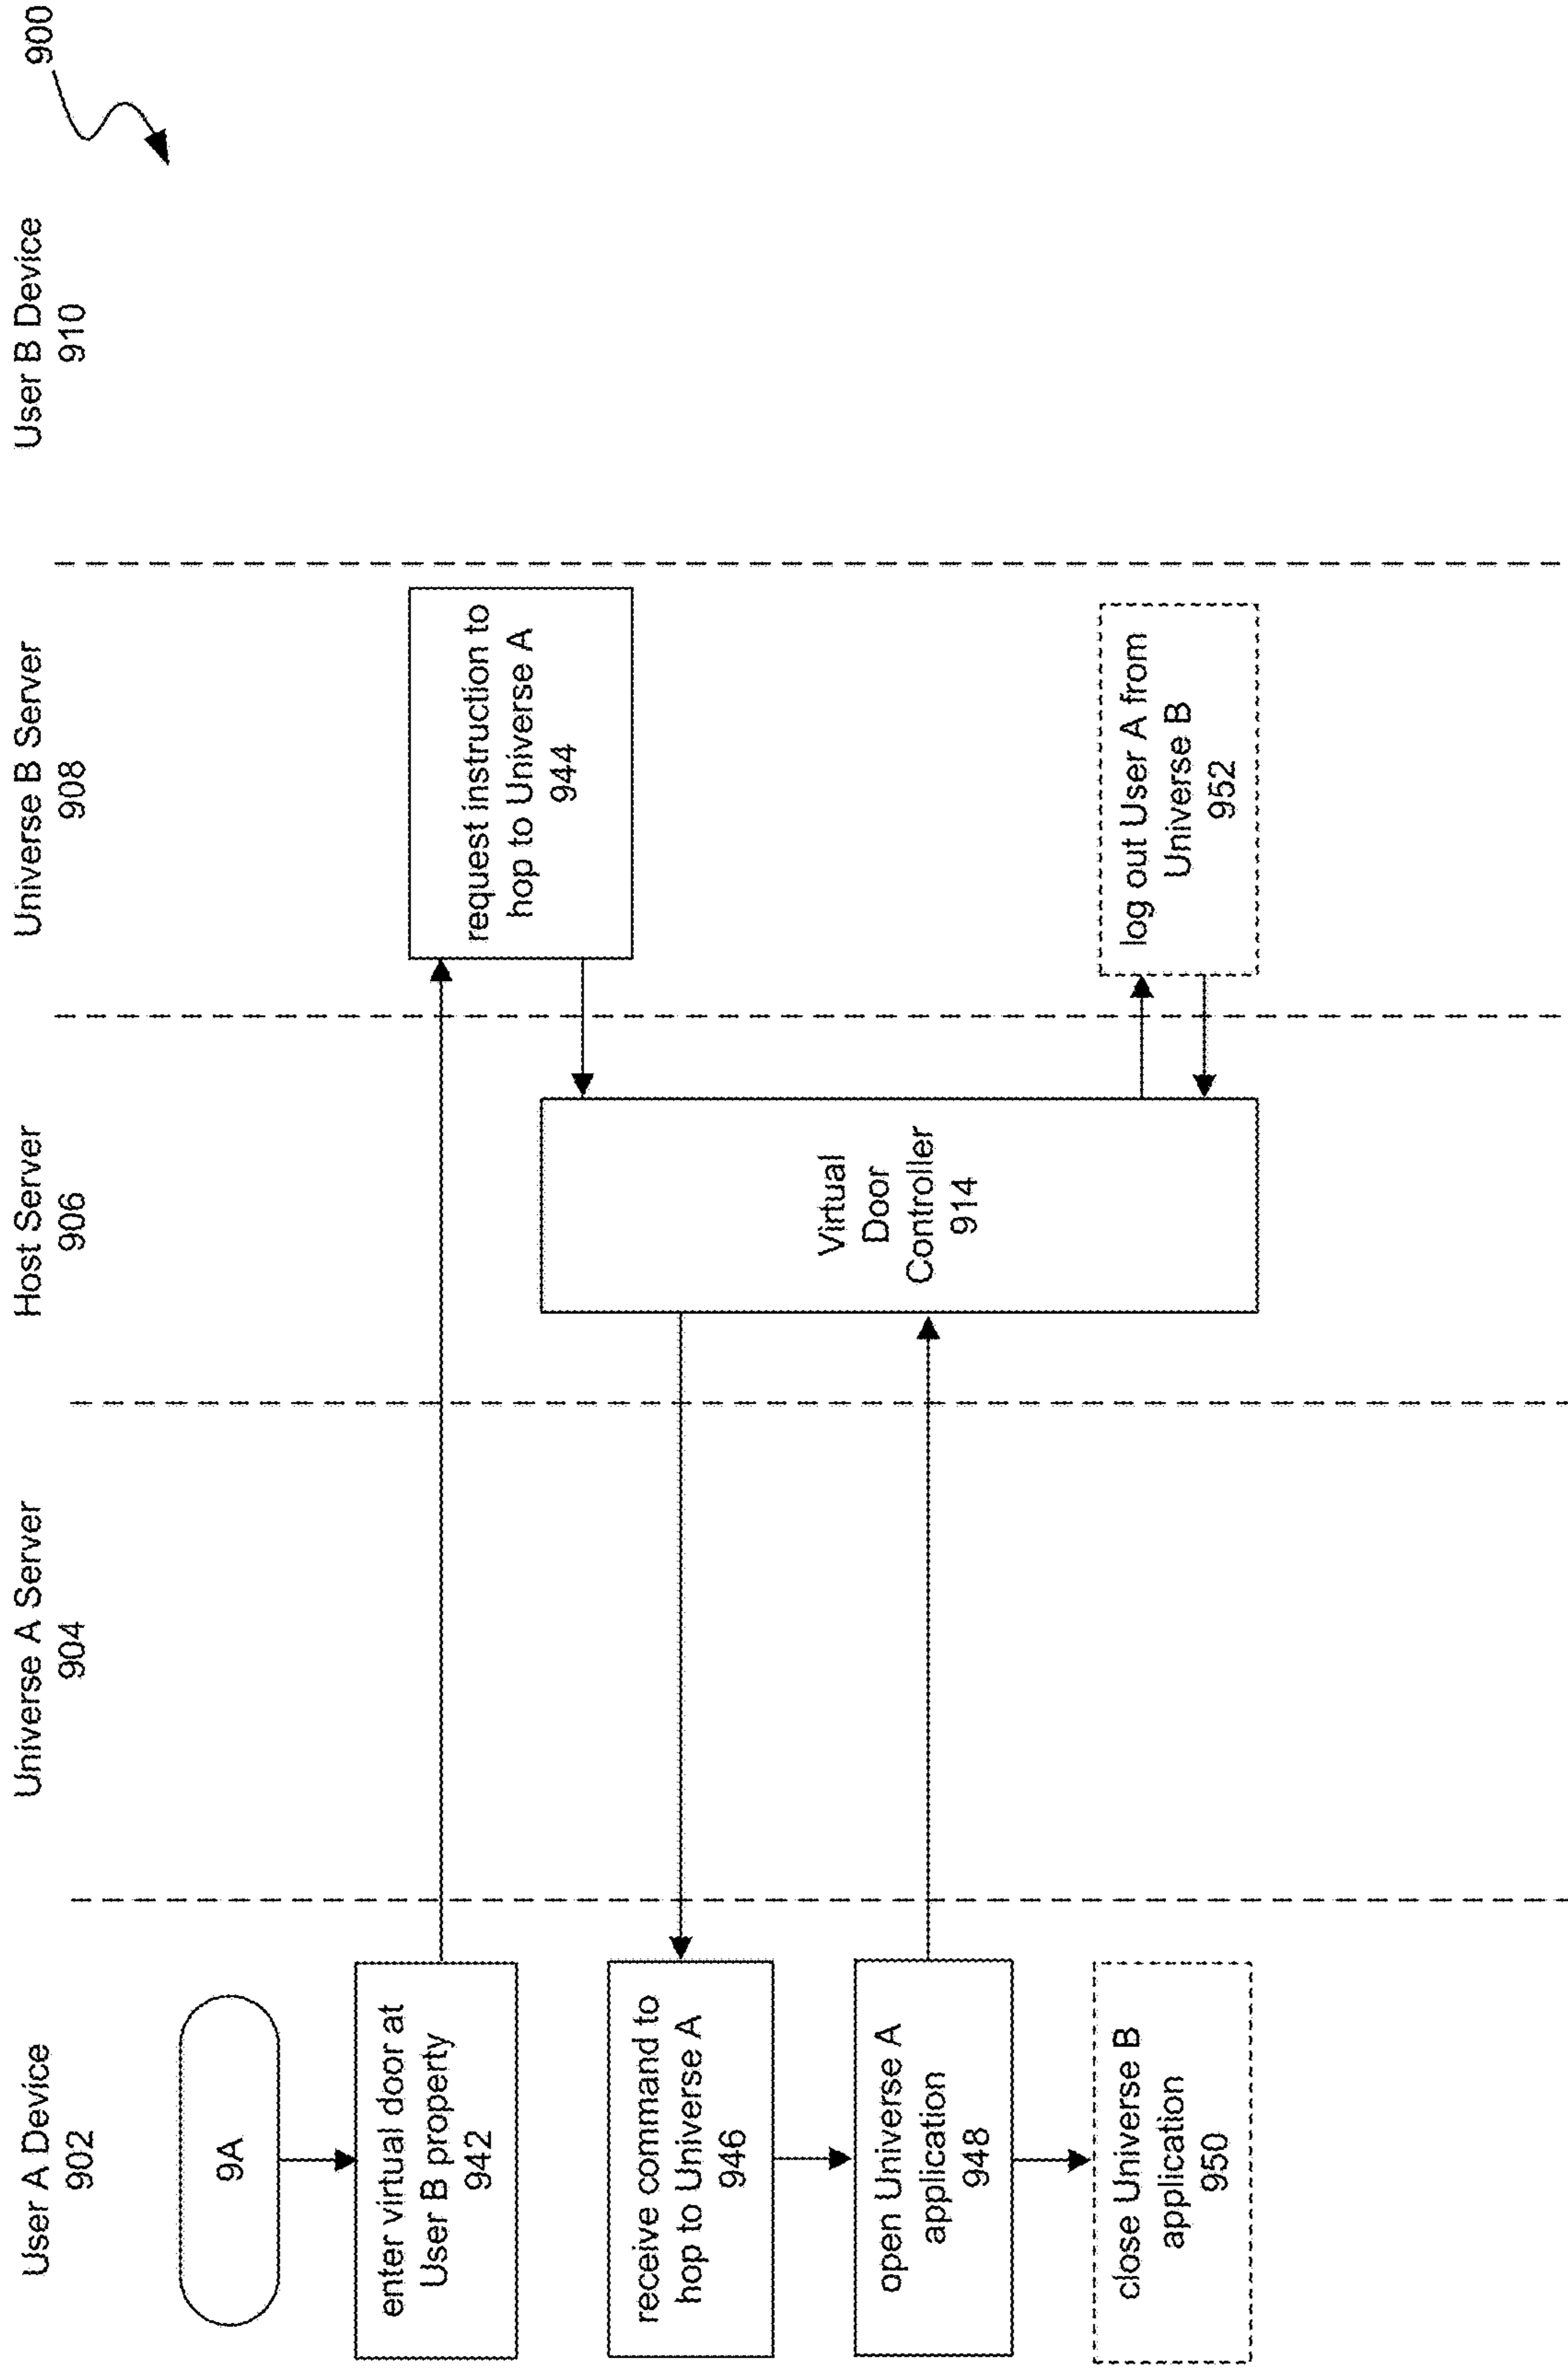 900
User A Device
902
Universe A Server
904
Host Server
906
Universe B Server
908
User B Device
910
9A
enter virtual door at
User B property
942
request instruction to
hop to Universe A
944
receive command to
hop to Universe A
946
Virtual
Door
Controller
914
open Universe A
application
948
close Universe B
application
950
log out User A from
Universe B
952